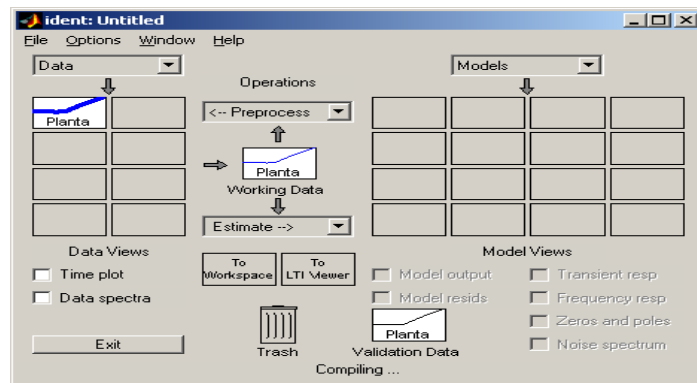 ident: Untitled
File Options Window Help
Data
Models
Operations
<-- Preprocess
Planta
Planta
Working Data
Estimate -->
Data Views
Model Views
Time plot
Data spectra
To Workspace
To LTI Viewer
Model output
Transient resp
Model resids
Frequency resp
Zeros and poles
Noise spectrum
Exit
Trash
Planta
Validation Data
Compiling ...